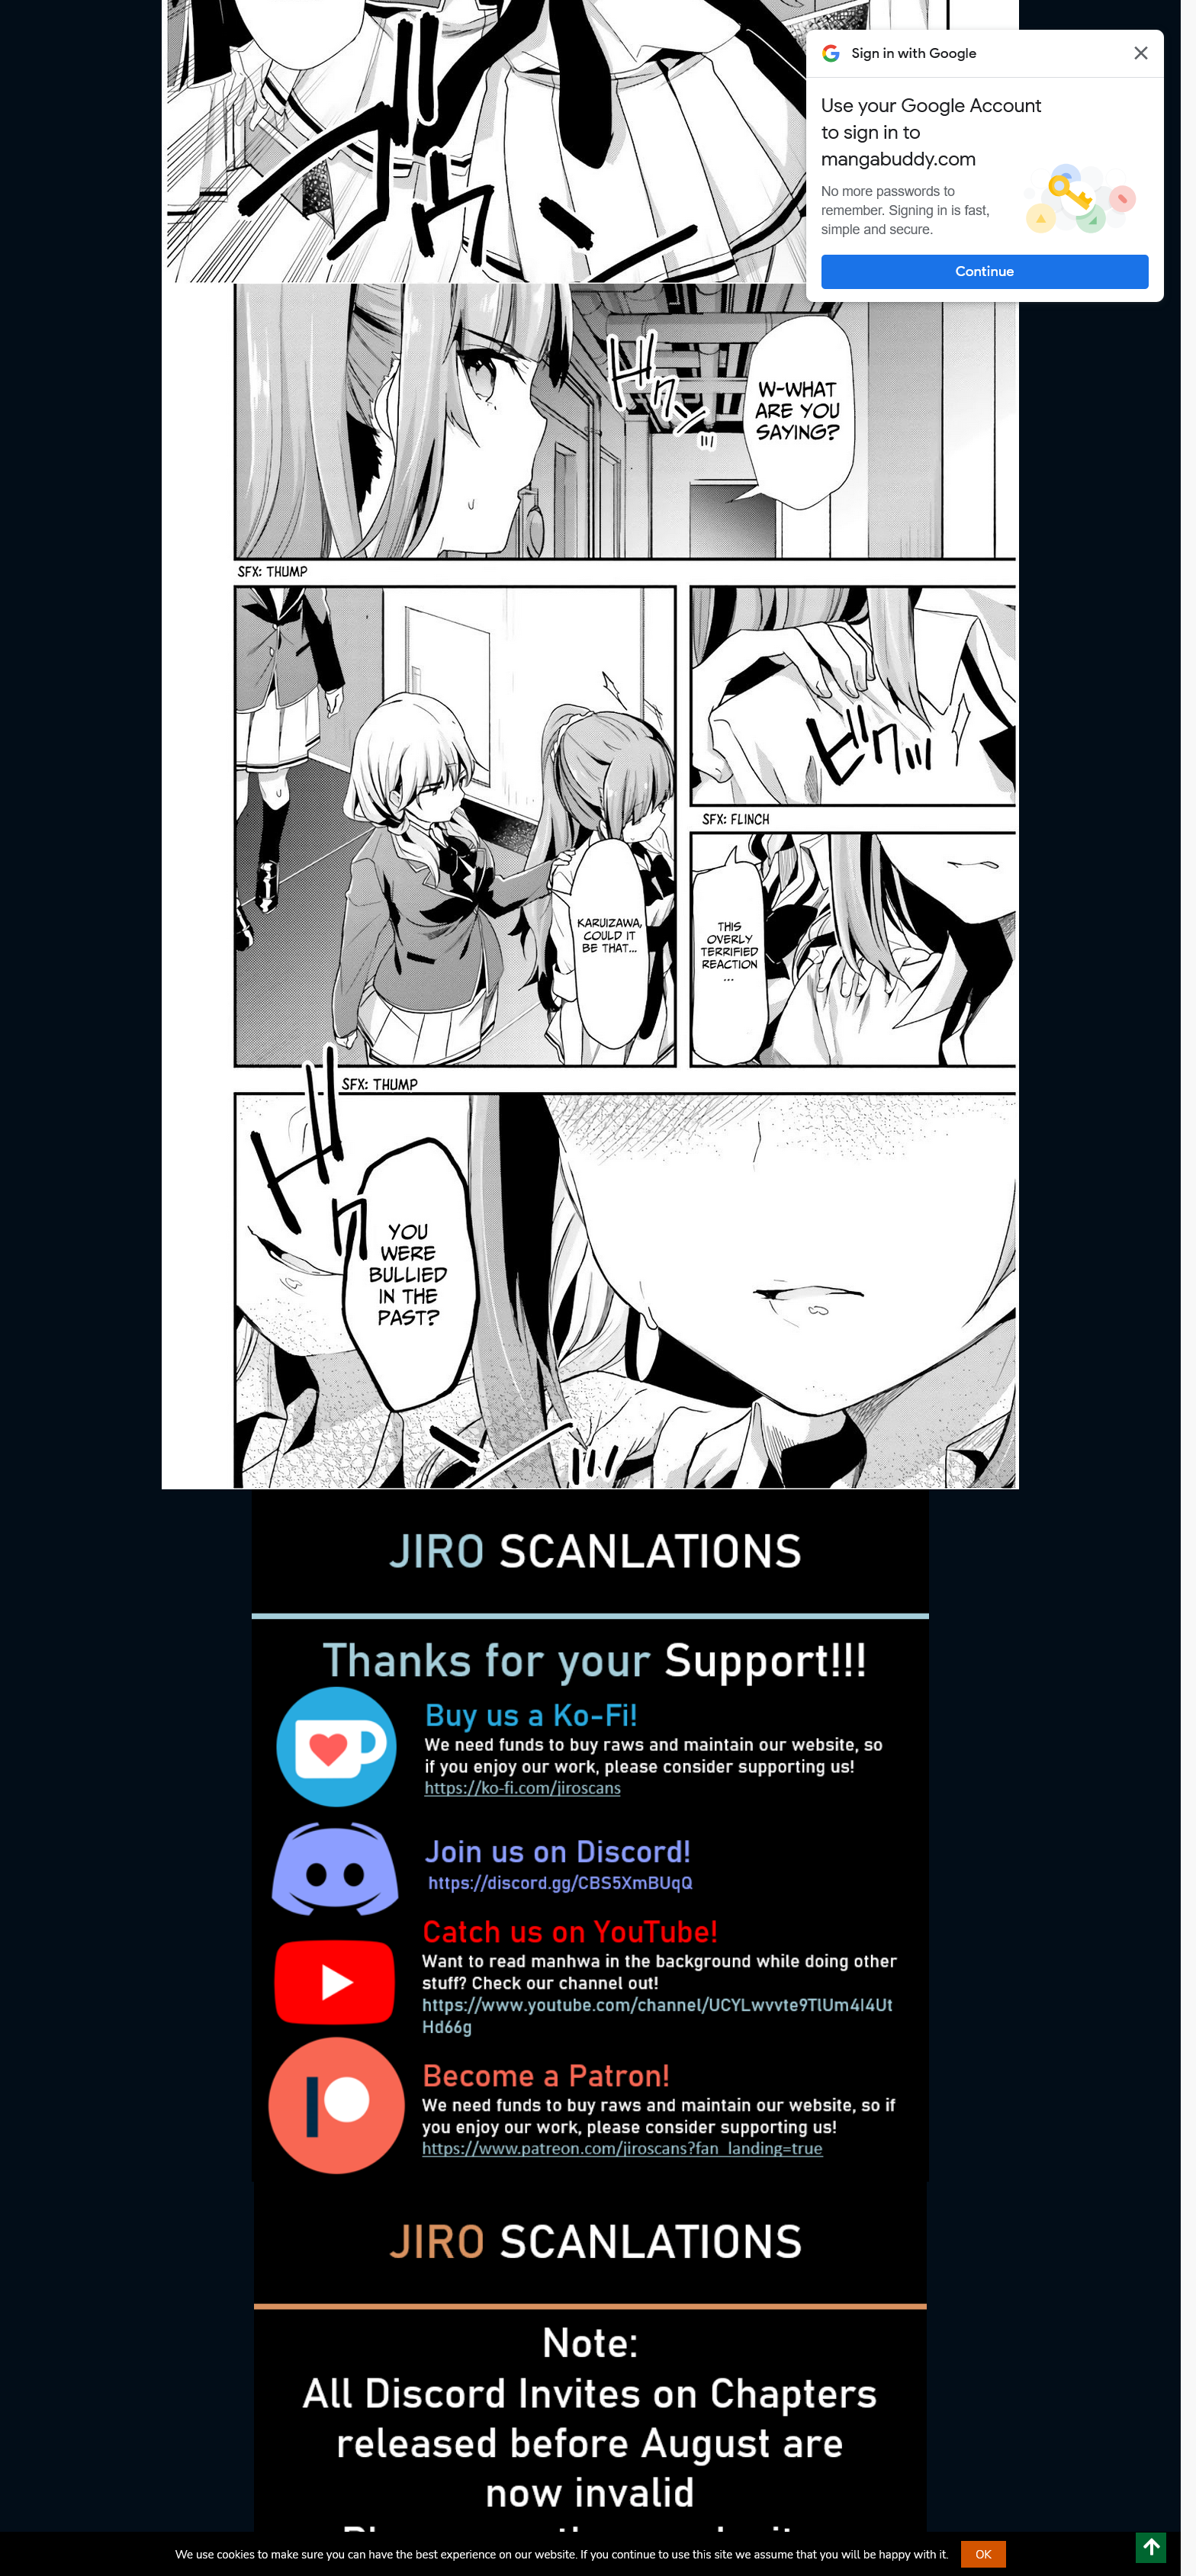 Sign in with Google
Use your Google Account
to sign in to
mangabuddy.com
No more passwords to
remember. Signing in is fast,
simple and secure.
Continue
ドクン
W-WHAT
ARE YOU
SAYING?
SFX: THUMP
ビクッ
SFX: FLINCH
THIS
OVERLY
TERRIFIED
REACTION
...
KARUIZAWA,
COULD IT
BE THAT...
SFX: THUMP
ドクン
YOU
WERE
BULLIED
IN THE
PAST?
JIRO SCANLATIONS
Thanks for your Support!!!
Buy us a Ko-Fi!
We need funds to buy raws and maintain our website, so
if you enjoy our work, please consider supporting us!
https://ko-fi.com/jiroscans
Join us on Discord!
https://discord.gg/CBS5XmBUqQ
Catch us on YouTube!
Want to read manhwa in the background while doing other
stuff? Check our channel out!
https://www.youtube.com/channel/UCYLwvvte9TlUm4I4Ut
Hd66g
Become a Patron!
We need funds to buy raws and maintain our website, so if
you enjoy our work, please consider supporting us!
https://www.patreon.com/jiroscans?fan_landing=true
JIRO SCANLATIONS
Note:
All Discord Invites on Chapters
released before August are
now invalid
We use cookies to make sure you can have the best experience on our website. If you continue to use this site we assume that you will be happy with it.
OK